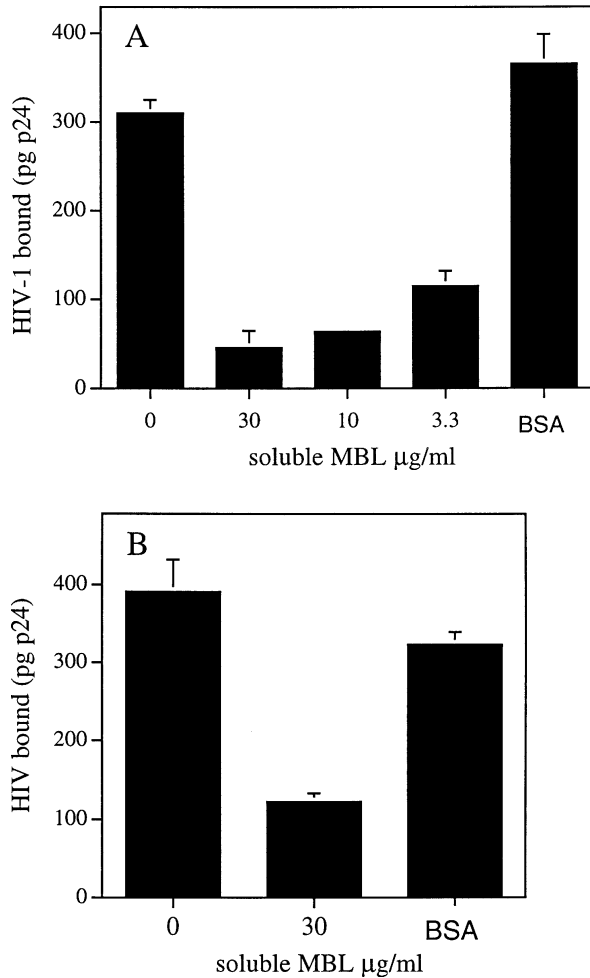 A
HIV-1 bound (pg p24)
400
300
200
100
0
0 30 10 3.3 BSA
soluble MBL µg/ml
B
HIV bound (pg p24)
400
300
200
100
0
0 30 BSA
soluble MBL µg/ml